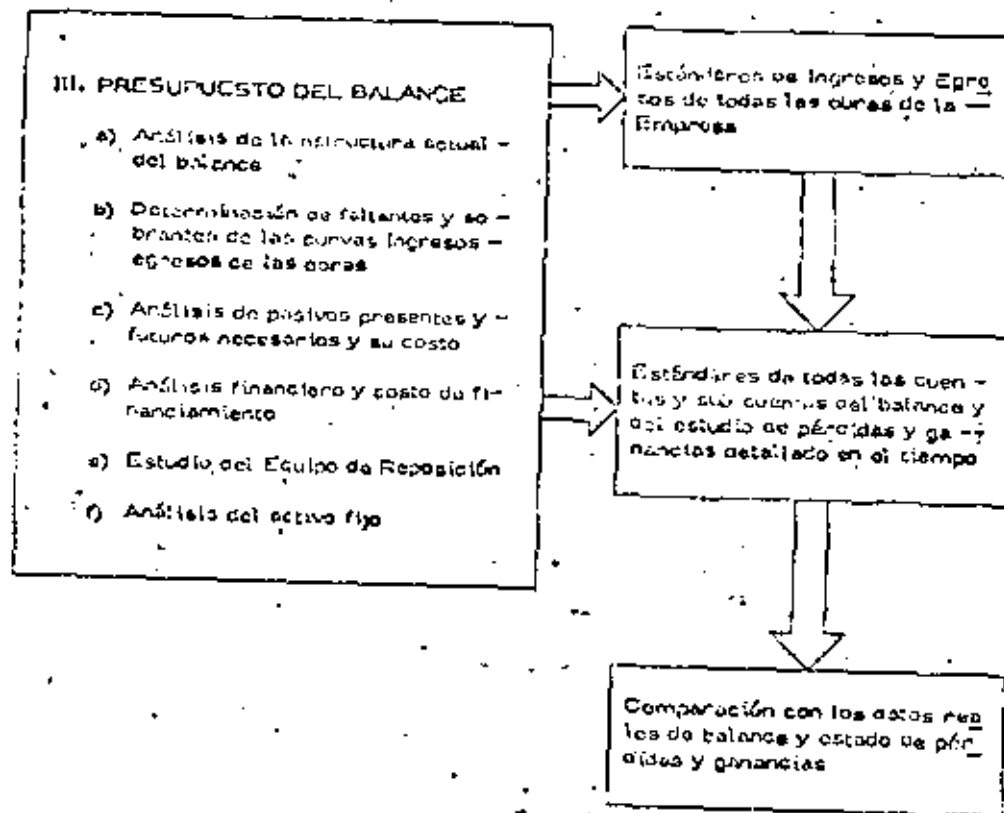 III. PRESUPUESTO DEL BALANCE
a) Análisis de la estructura actual –
del balance
b) Determinación de faltantes y so –
brantes de las curvas ingresos –
egresos de las obras
c) Análisis de pasivos presentes y –
futuros necesarios y su costo
d) Análisis financiero y costo de fi–
nanciamiento
e) Estudio del Equipo de Reposición
f) Análisis del activo fijo
Estándares de Ingresos y Egre
sos de todas las obras de la —
Empresa
Estándares de todas las cuen –
tas y sub cuentas del balance y
del estudio de pérdidas y ga –
nancias detallado en el tiempo
Comparación con los datos rea
les de balance y estado de pér
didas y ganancias